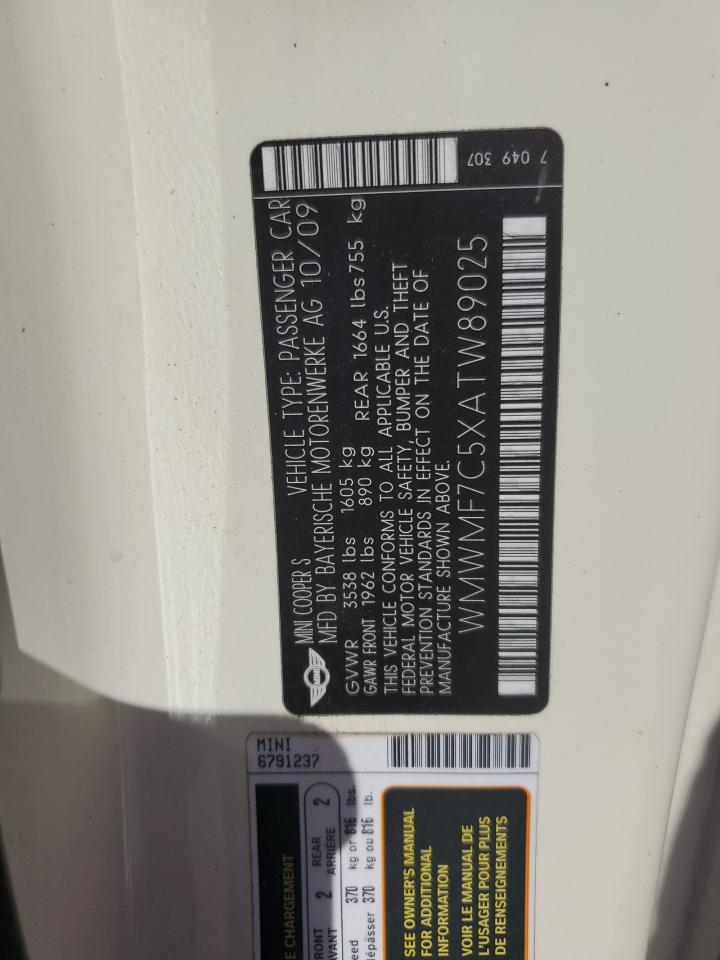 MINI COOPER S VEHICLE TYPE: PASSENGER CAR
MFD BY BAYERISCHE MOTORENWERKE AG 10/09
GVWR 3538 lbs 1605 kg
GAWR FRONT 1962 lbs 890 kg REAR 1664 lbs 755 kg
THIS VEHICLE CONFORMS TO ALL APPLICABLE U.S.
FEDERAL MOTOR VEHICLE SAFETY, BUMPER AND THEFT
PREVENTION STANDARDS IN EFFECT ON THE DATE OF
MANUFACTURE SHOWN ABOVE.
WMWMF7C5XATW89025
7 049 307
MINI
6791237
E CHARGEMENT
RONT 2 REAR 2
VANT ARRIÈRE
eed 370 kg or 816 lbs.
lépasser 370 kg ou 816 lb.
SEE OWNER'S MANUAL
FOR ADDITIONAL
INFORMATION
VOIR LE MANUAL DE
L'USAGER POUR PLUS
DE RENSEIGNEMENTS